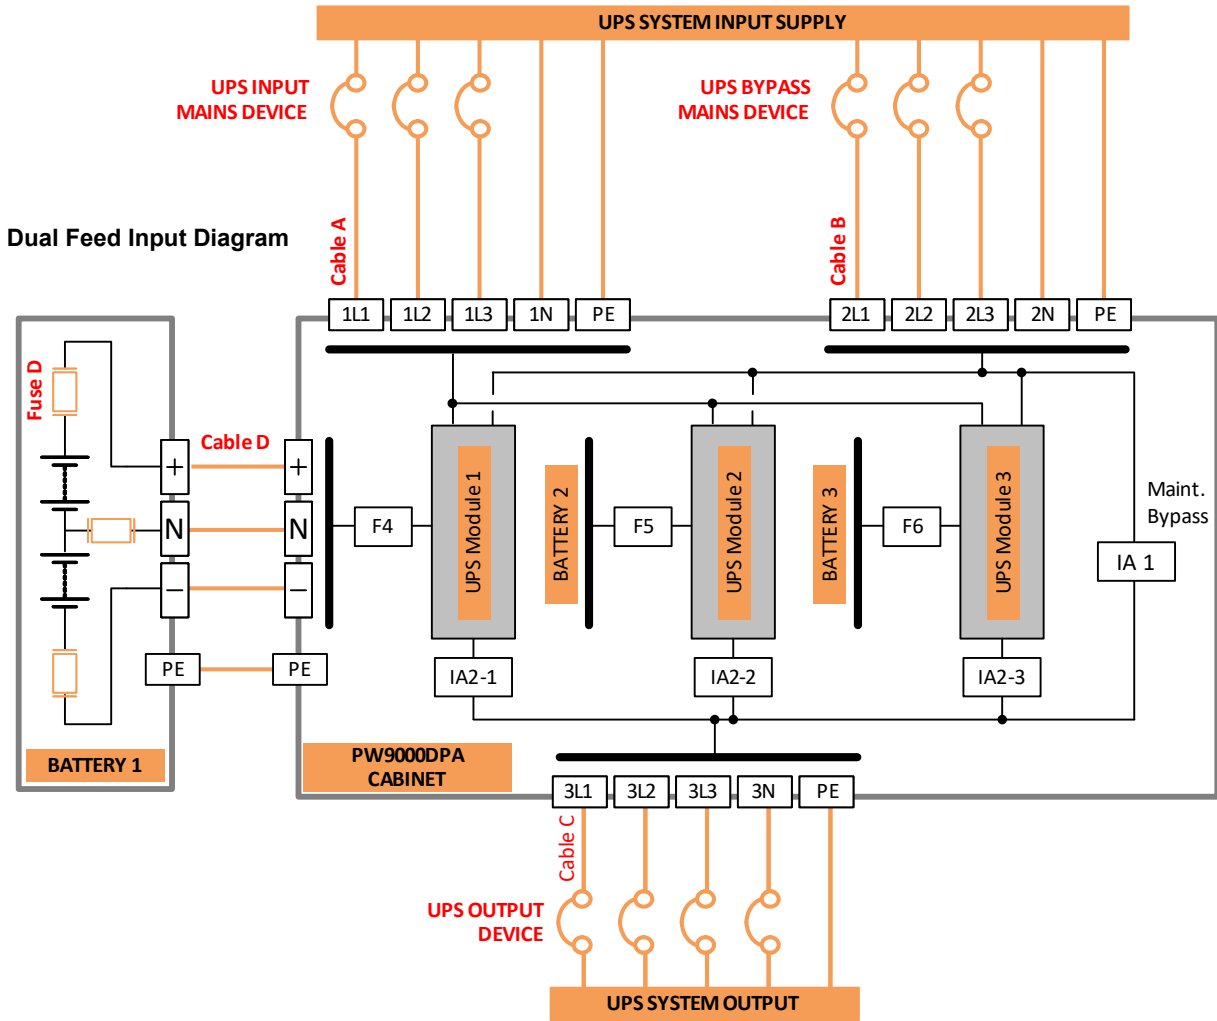 UPS SYSTEM INPUT SUPPLY
UPS INPUT
MAINS DEVICE
UPS BYPASS
MAINS DEVICE
Cable A
Cable B
Dual Feed Input Diagram
1L1
1L2
1L3
1N
PE
2L1
2L2
2L3
2N
PE
Fuse D
Cable D
+
+
N
N
−
−
PE
PE
F4
UPS Module 1
BATTERY 2
F5
UPS Module 2
BATTERY 3
F6
UPS Module 3
Maint.
Bypass
IA 1
IA2-1
IA2-2
IA2-3
BATTERY 1
PW9000DPA
CABINET
3L1
3L2
3L3
3N
PE
Cable C
UPS OUTPUT
DEVICE
UPS SYSTEM OUTPUT